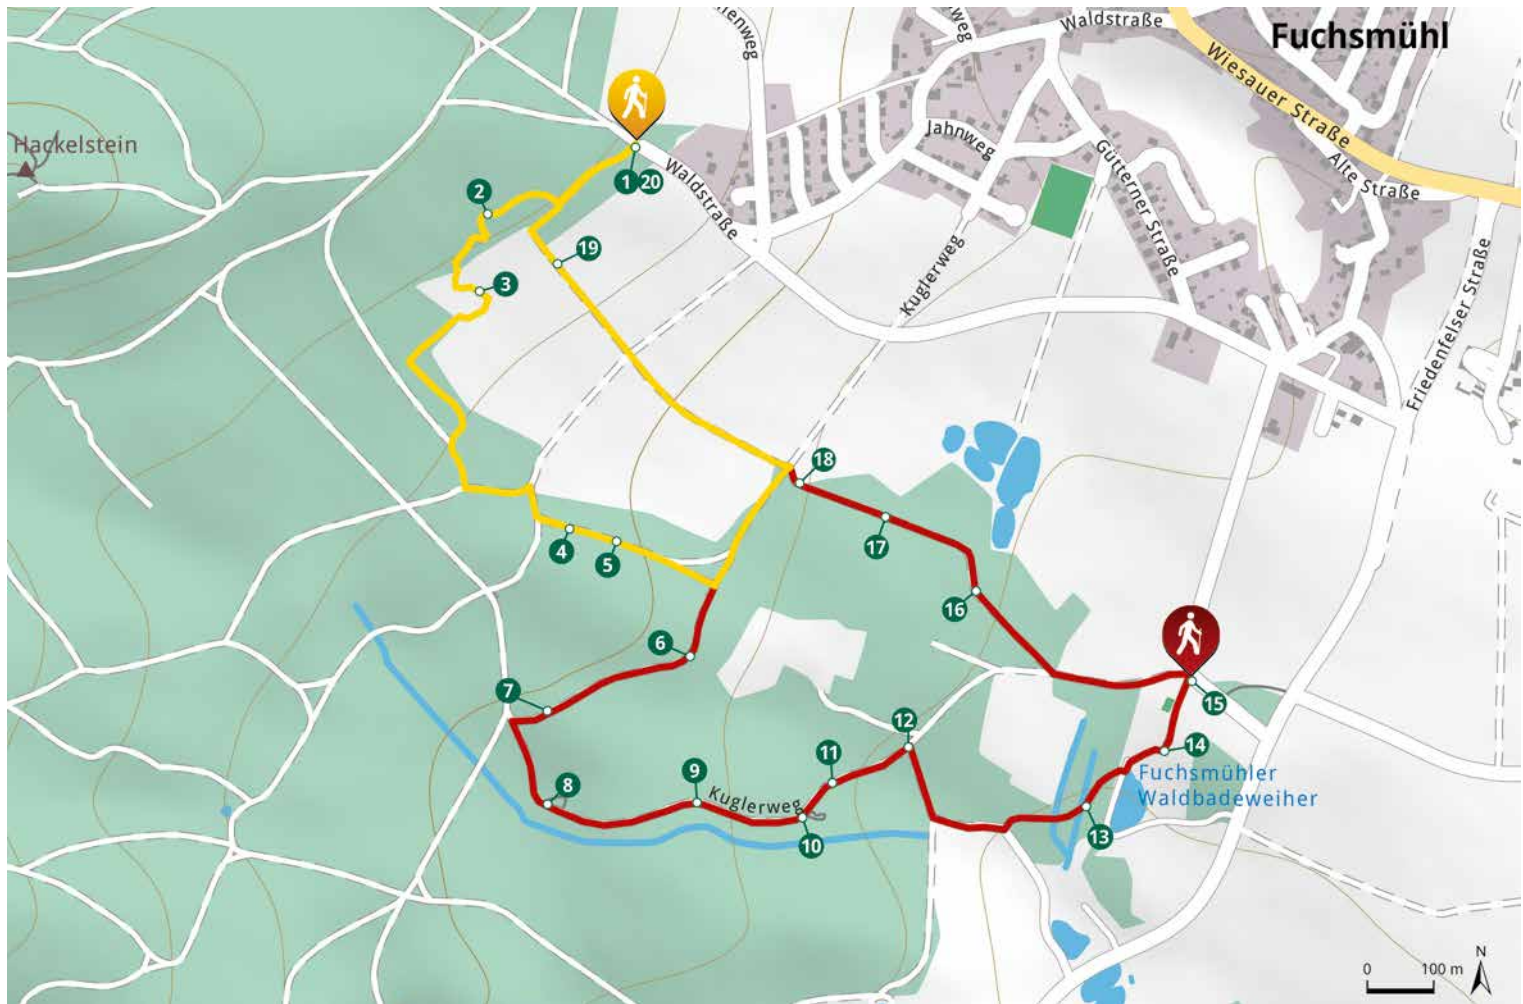 Waldstraße
Fuchsmühl
Wiesauer Straße
Jahnweg
Alte Straße
Hackelstein
Waldstraße
Gütterner Straße
Kuglerweg
Friedenfelser Straße
1
20
2
19
3
18
4
5
17
16
6
7
15
12
14
11
9
8
Kuglerweg
Fuchsmühler
Waldbadeweiher
10
13
0 100 m
N